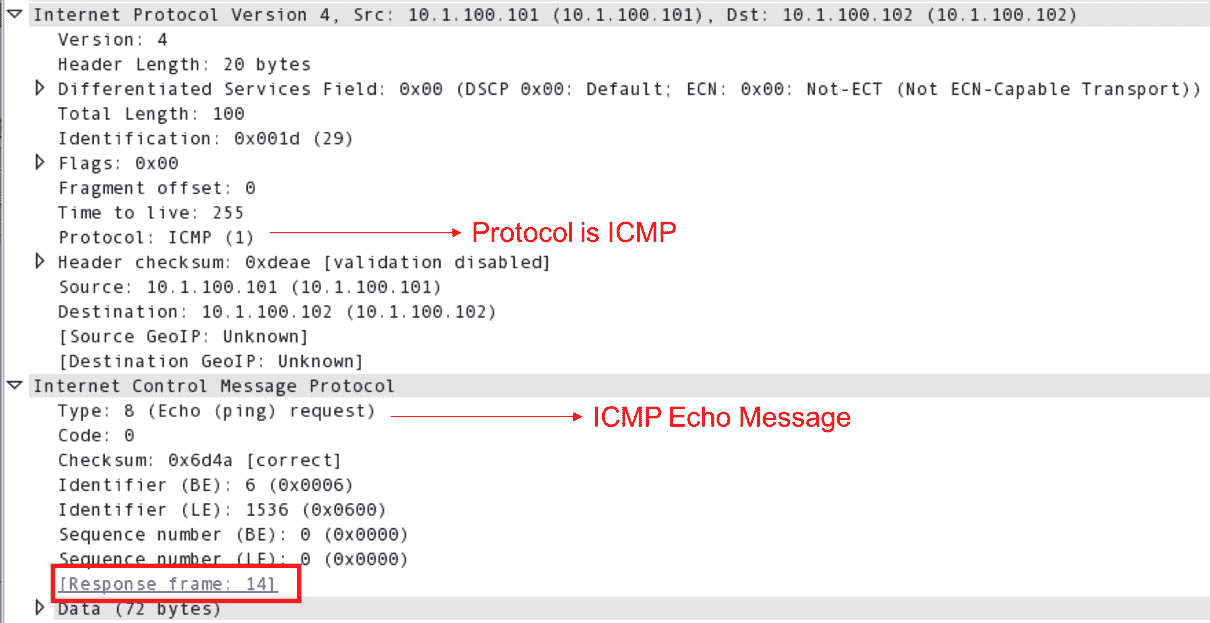 Internet Protocol Version 4, Src: 10.1.100.101 (10.1.100.101), Dst: 10.1.100.102 (10.1.100.102)
Version: 4
Header Length: 20 bytes
Differentiated Services Field: 0x00 (DSCP 0x00: Default; ECN: 0x00: Not-ECT (Not ECN-Capable Transport))
Total Length: 100
Identification: 0x001d (29)
Flags: 0x00
Fragment offset: 0
Time to live: 255
Protocol: ICMP (1) Protocol is ICMP
Header checksum: 0xdeae [validation disabled]
Source: 10.1.100.101 (10.1.100.101)
Destination: 10.1.100.102 (10.1.100.102)
[Source GeoIP: Unknown]
[Destination GeoIP: Unknown]
Internet Control Message Protocol
Type: 8 (Echo (ping) request) ICMP Echo Message
Code: 0
Checksum: 0x6d4a [correct]
Identifier (BE): 6 (0x0006)
Identifier (LE): 1536 (0x0600)
Sequence number (BE): 0 (0x0000)
Sequence number (LE): 0 (0x0000)
[Response frame: 14]
Data (72 bytes)